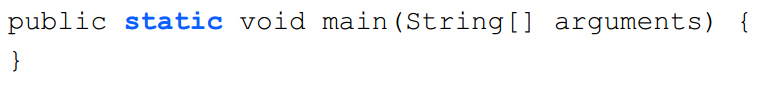 public static void main(String[] arguments) {
}